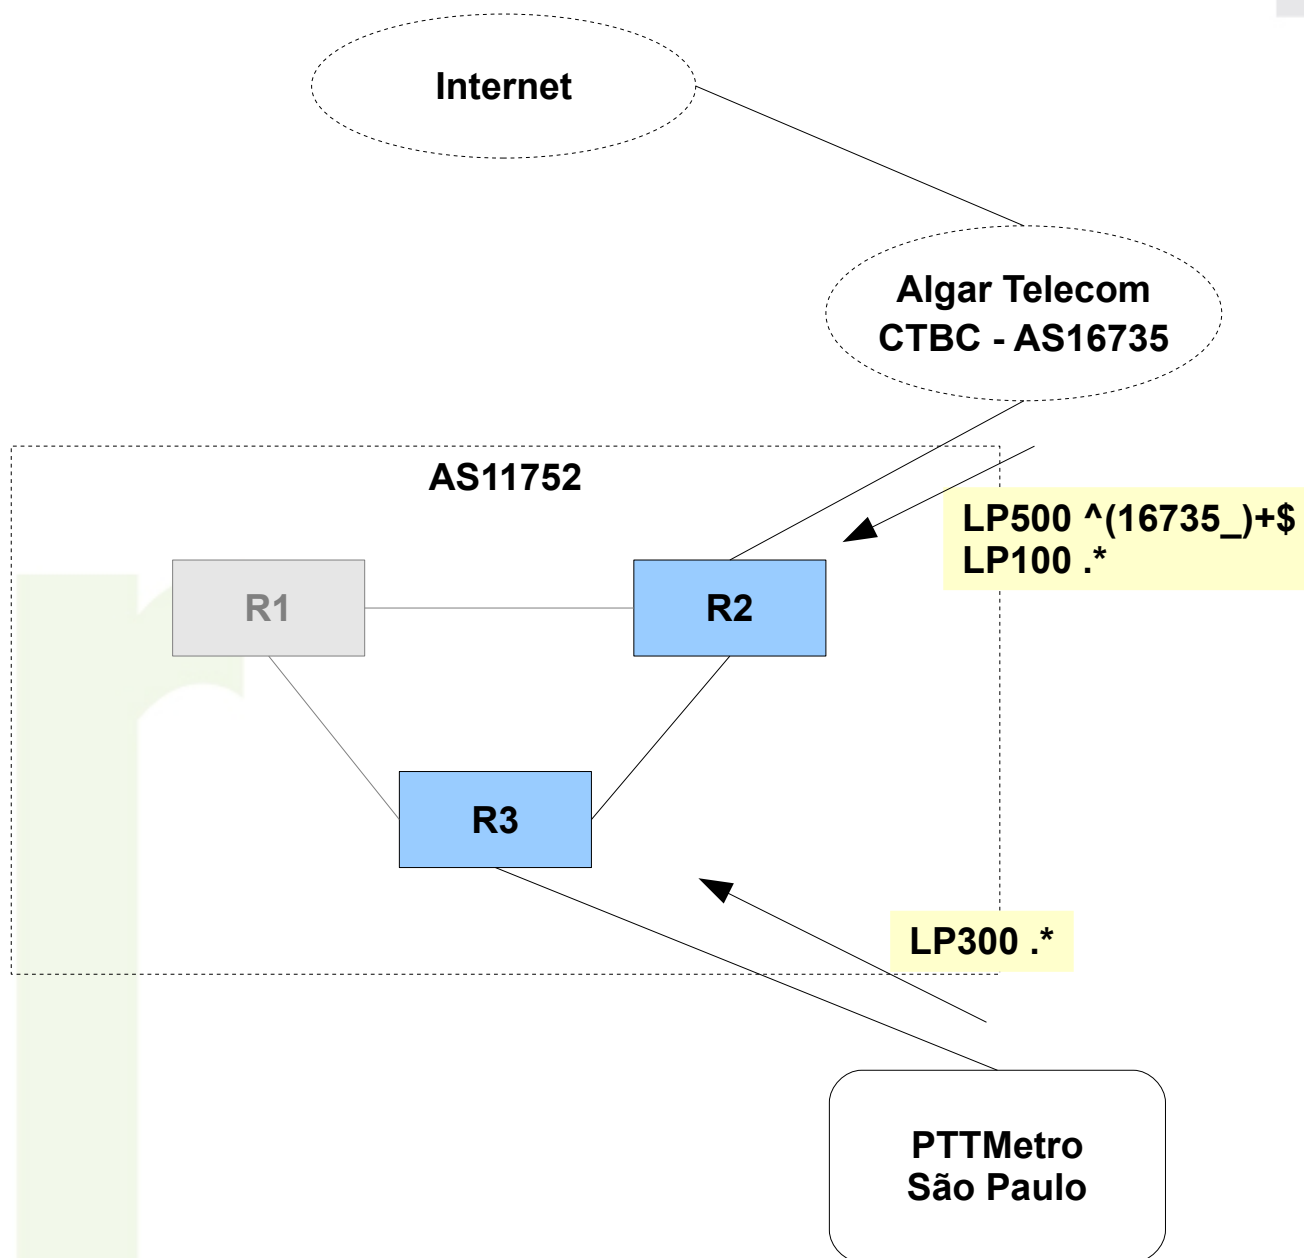 Internet
Algar Telecom
CTBC - AS16735
AS11752
LP500 ^(16735_)+$
LP100 .*
R1
R2
R3
LP300 .*
PTTMetro
São Paulo